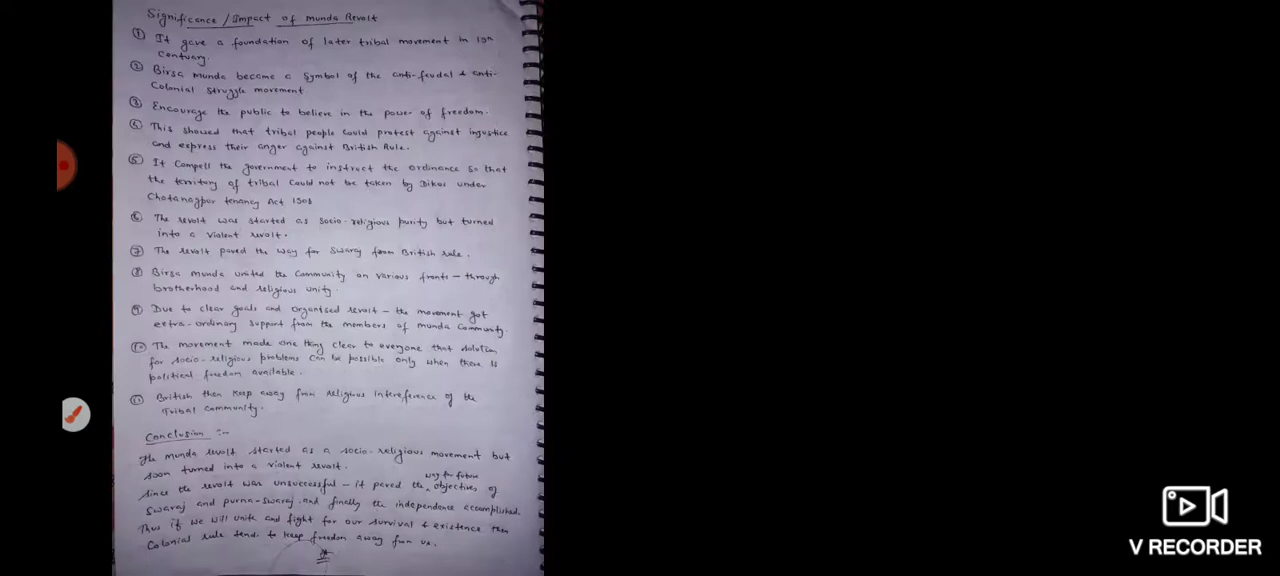 Significance / Impact of munda Revolt
① It gave a foundation of later tribal movement in 19th
Centuary.
② Birsa munda became a Symbol of the anti-feudal & anti-
Colonial Struggle movement
③ Encourage the public to believe in the power of freedom.
④ This showed that tribal people could protest against injustice
and express their anger against British Rule.
⑤ It Compell the government to instruct the ordinance so that
the territory of tribal Could not be taken by Dikus under
Chotanagpur tenancy Act 1908
⑥ The revolt was started as socio-religious purity but turned
into a violent revolt.
⑦ The revolt paved the way for swaraj from British rule.
⑧ Birsa munda united the Community on various fronts - through
brotherhood and religious unity.
⑨ Due to clear goals and organised revolt - the movement got
extra-ordinary support from the members of munda Community.
⑩ The movement made one thing clear to everyone that solution
for socio-religious problems can be possible only when there is
political freedom available.
⑪ British then keep away from religious intereference of the
Tribal Community.
Conclusion :-
The munda revolt started as a socio-religious movement but
soon turned into a violent revolt.
way for future
Since the revolt was unsuccessful - it paved the objectives of
Swaraj and purna-swaraj and finally the independence accomplished.
Thus if we will unite and fight for our survival & existence then
Colonial rule tends to keep freedom away from us.
V RECORDER